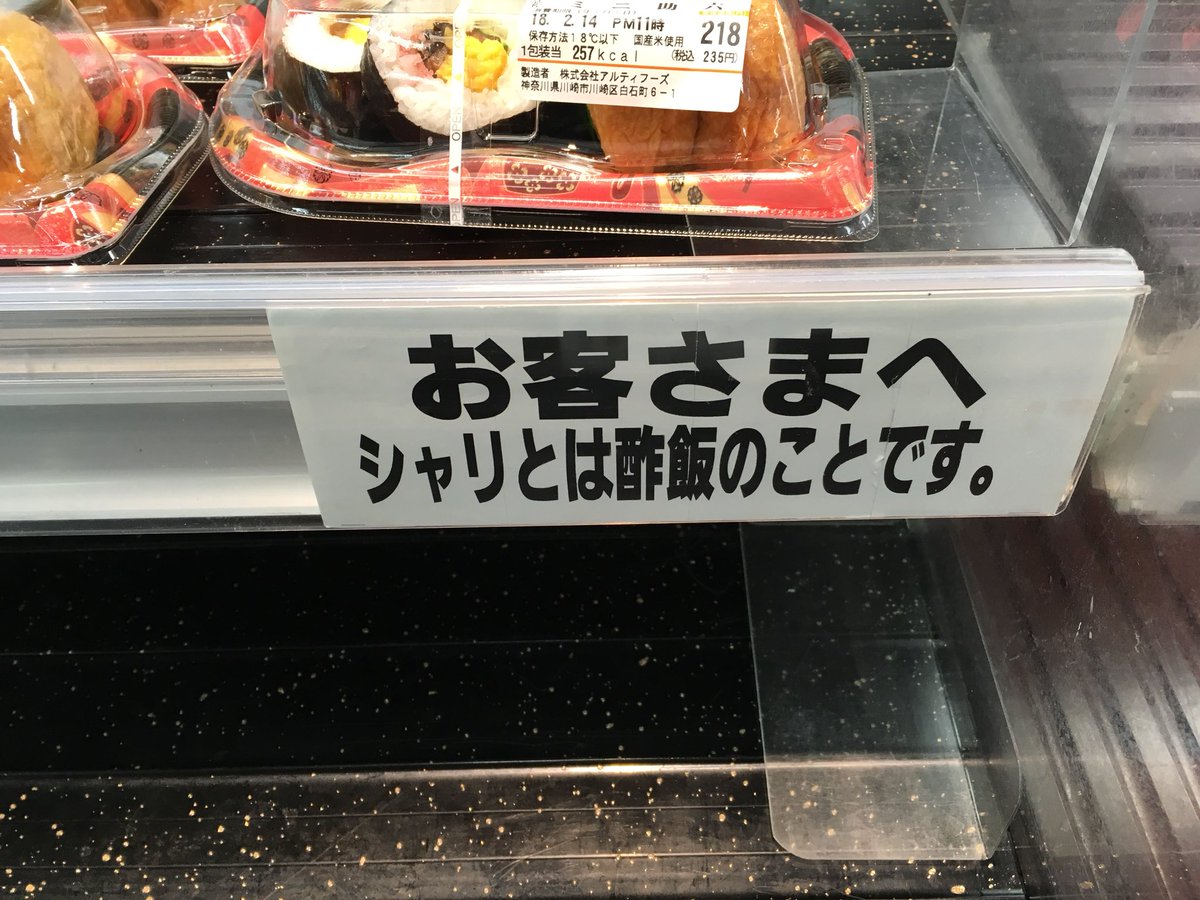 18. 2.14 PM11時
保存方法18℃以下 国産米使用
218
1包装当 257kcal
(税込 235円)
製造者 株式会社アルティフーズ
神奈川県川崎市川崎区白石町6-1
OPEN
OPEN
お客さまへ
シャリとは酢飯のことです。